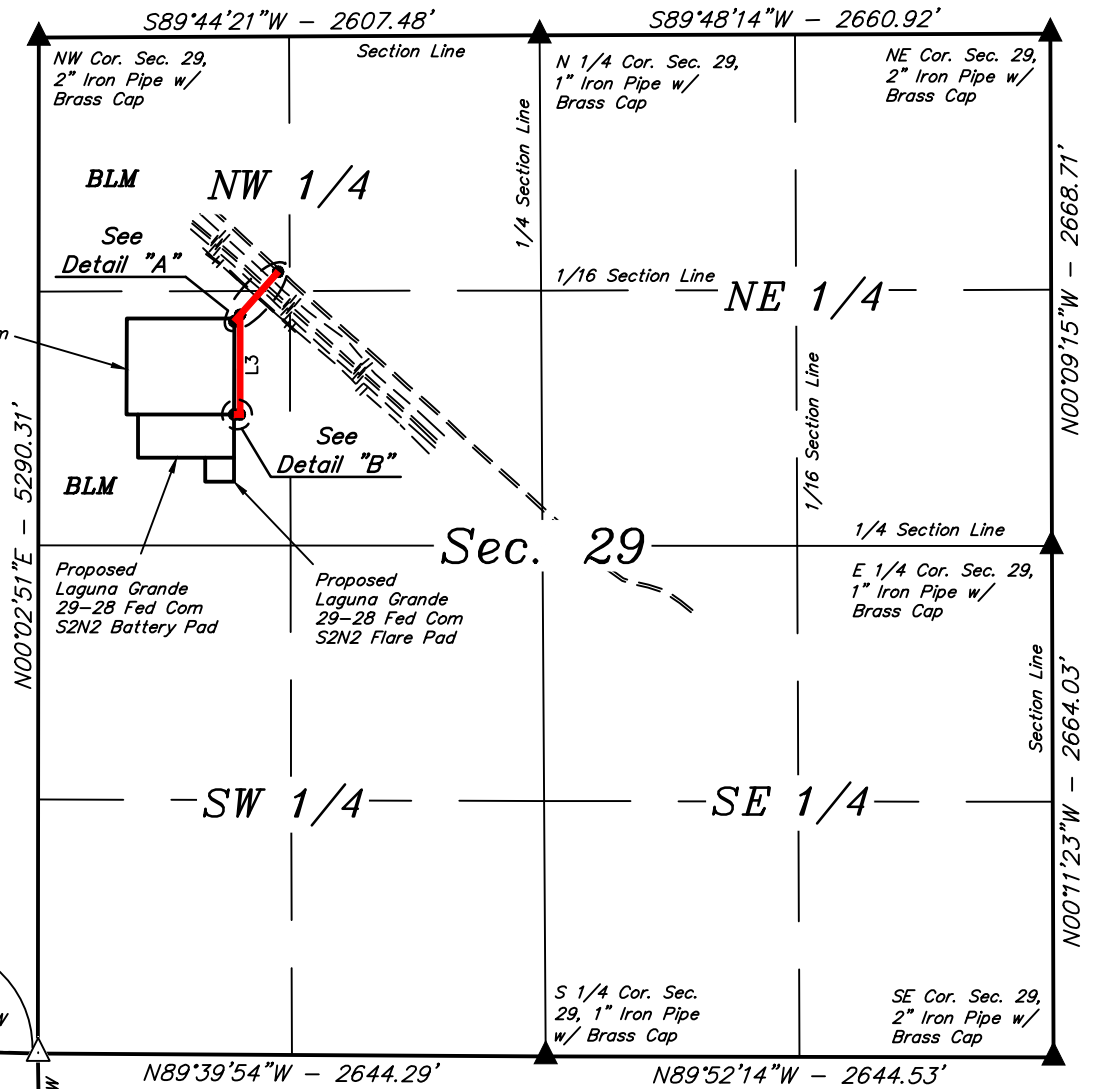 S89°44'21"W - 2607.48'
S89°48'14"W - 2660.92'
Section Line
NW Cor. Sec. 29,
2" Iron Pipe w/
Brass Cap
N 1/4 Cor. Sec. 29,
1" Iron Pipe w/
Brass Cap
NE Cor. Sec. 29,
2" Iron Pipe w/
Brass Cap
1/4 Section Line
N00°09'15"W - 2668.71'
BLM
NW 1/4
See
Detail "A"
1/16 Section Line
NE 1/4
m
L3
1/16 Section Line
N00°02'51"E - 5290.31'
See
Detail "B"
BLM
Sec. 29
1/4 Section Line
Proposed
Laguna Grande
29-28 Fed Com
S2N2 Battery Pad
Proposed
Laguna Grande
29-28 Fed Com
S2N2 Flare Pad
E 1/4 Cor. Sec. 29,
1" Iron Pipe w/
Brass Cap
Section Line
N00°11'23"W - 2664.03'
SW 1/4
SE 1/4
S 1/4 Cor. Sec.
29, 1" Iron Pipe
w/ Brass Cap
SE Cor. Sec. 29,
2" Iron Pipe w/
Brass Cap
W
N89°39'54"W - 2644.29'
N89°52'14"W - 2644.53'
W